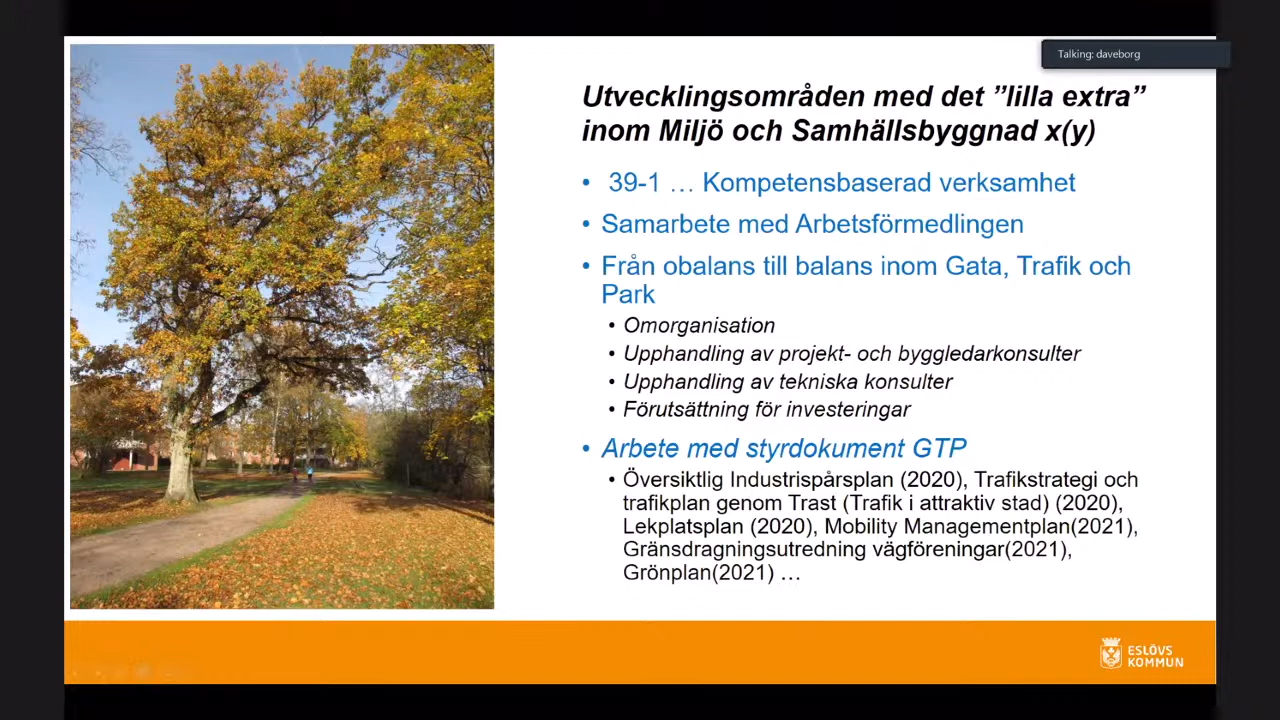 Talking: daveborg
Utvecklingsområden med det ”lilla extra”
inom Miljö och Samhällsbyggnad x(y)
• 39-1 … Kompetensbaserad verksamhet
• Samarbete med Arbetsförmedlingen
• Från obalans till balans inom Gata, Trafik och
Park
• Omorganisation
• Upphandling av projekt- och byggledarkonsulter
• Upphandling av tekniska konsulter
• Förutsättning för investeringar
• Arbete med styrdokument GTP
• Översiktlig Industrispårsplan (2020), Trafikstrategi och
trafikplan genom Trast (Trafik i attraktiv stad) (2020),
Lekplatsplan (2020), Mobility Managementplan(2021),
Gränsdragningsutredning vägföreningar(2021),
Grönplan(2021) …
ESLÖVS
KOMMUN